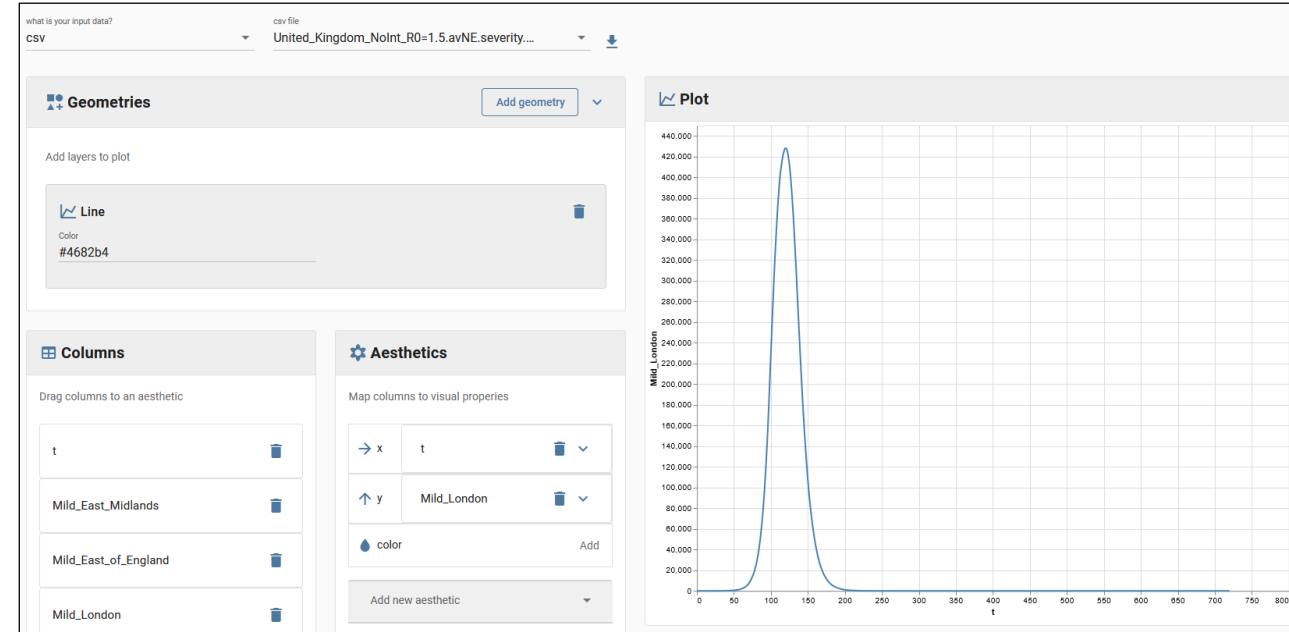 what is your input data?
csv
csv file
United_Kingdom_NoInt_R0=1.5.avNE.severity....
Geometries
Add geometry
Add layers to plot
Line
Color
#4682b4
Columns
Drag columns to an aesthetic
t
Mild_East_Midlands
Mild_East_of_England
Mild_London
Aesthetics
Map columns to visual properies
x t
y Mild_London
color Add
Add new aesthetic
Plot
440,000
420,000
400,000
380,000
360,000
340,000
320,000
300,000
280,000
260,000
240,000
220,000
200,000
180,000
160,000
140,000
120,000
100,000
80,000
60,000
40,000
20,000
0
Mild_London
0 50 100 150 200 250 300 350 400 450 500 550 600 650 700 750 800
t